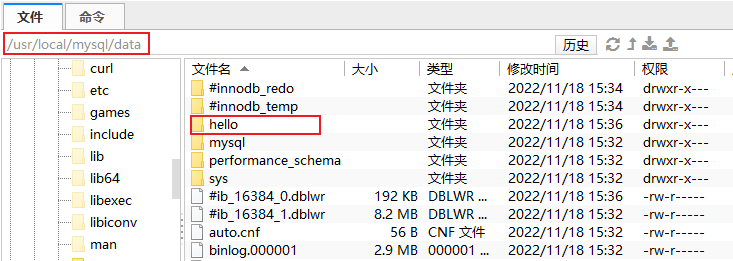 文件 命令
/usr/local/mysql/data 历史
curl
etc
games
include
lib
lib64
libexec
libiconv
man
文件名 大小 类型 修改时间 权限
#innodb_redo 文件夹 2022/11/18 15:34 drwxr-x---
#innodb_temp 文件夹 2022/11/18 15:34 drwxr-x---
hello 文件夹 2022/11/18 15:36 drwxr-x---
mysql 文件夹 2022/11/18 15:32 drwxr-x---
performance_schema 文件夹 2022/11/18 15:32 drwxr-x---
sys 文件夹 2022/11/18 15:32 drwxr-x---
#ib_16384_0.dblwr 192 KB DBLWR ... 2022/11/18 15:36 -rw-r-----
#ib_16384_1.dblwr 8.2 MB DBLWR ... 2022/11/18 15:32 -rw-r-----
auto.cnf 56 B CNF 文件 2022/11/18 15:32 -rw-r-----
binlog.000001 2.9 MB 000001 ... 2022/11/18 15:32 -rw-r-----